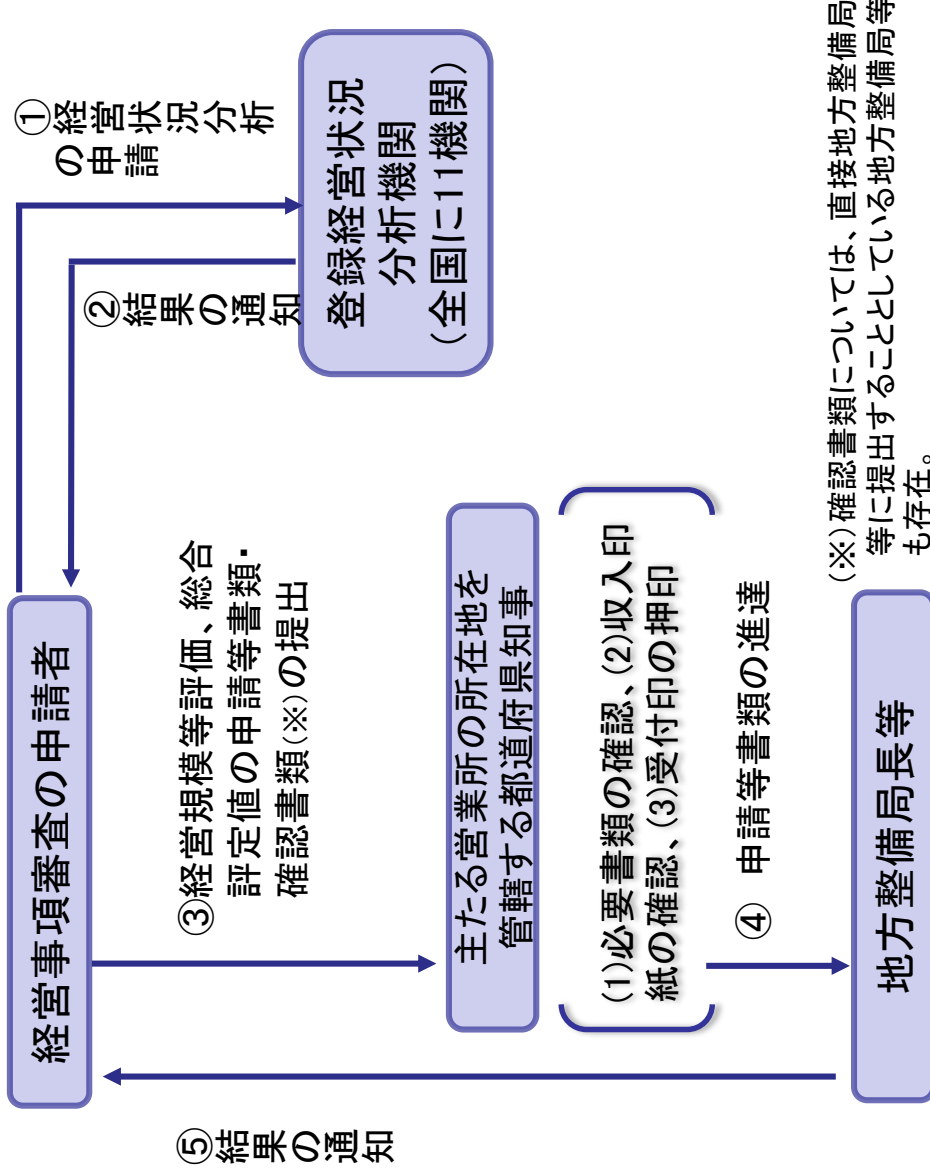 経営事項審査の申請者
①経営状況分析
の申請
②結果の通知
登録経営状況
分析機関
(全国に11機関)
③経営規模等評価、総合
評定値の申請等書類・
確認書類(※)の提出
主たる営業所の所在地を
管轄する都道府県知事
(1)必要書類の確認、(2)収入印
紙の確認、(3)受付印の押印
④ 申請等書類の進達
地方整備局長等
⑤結果の通知
(※)確認書類については、直接地方整備局
等に提出することとしている地方整備局等
も存在。